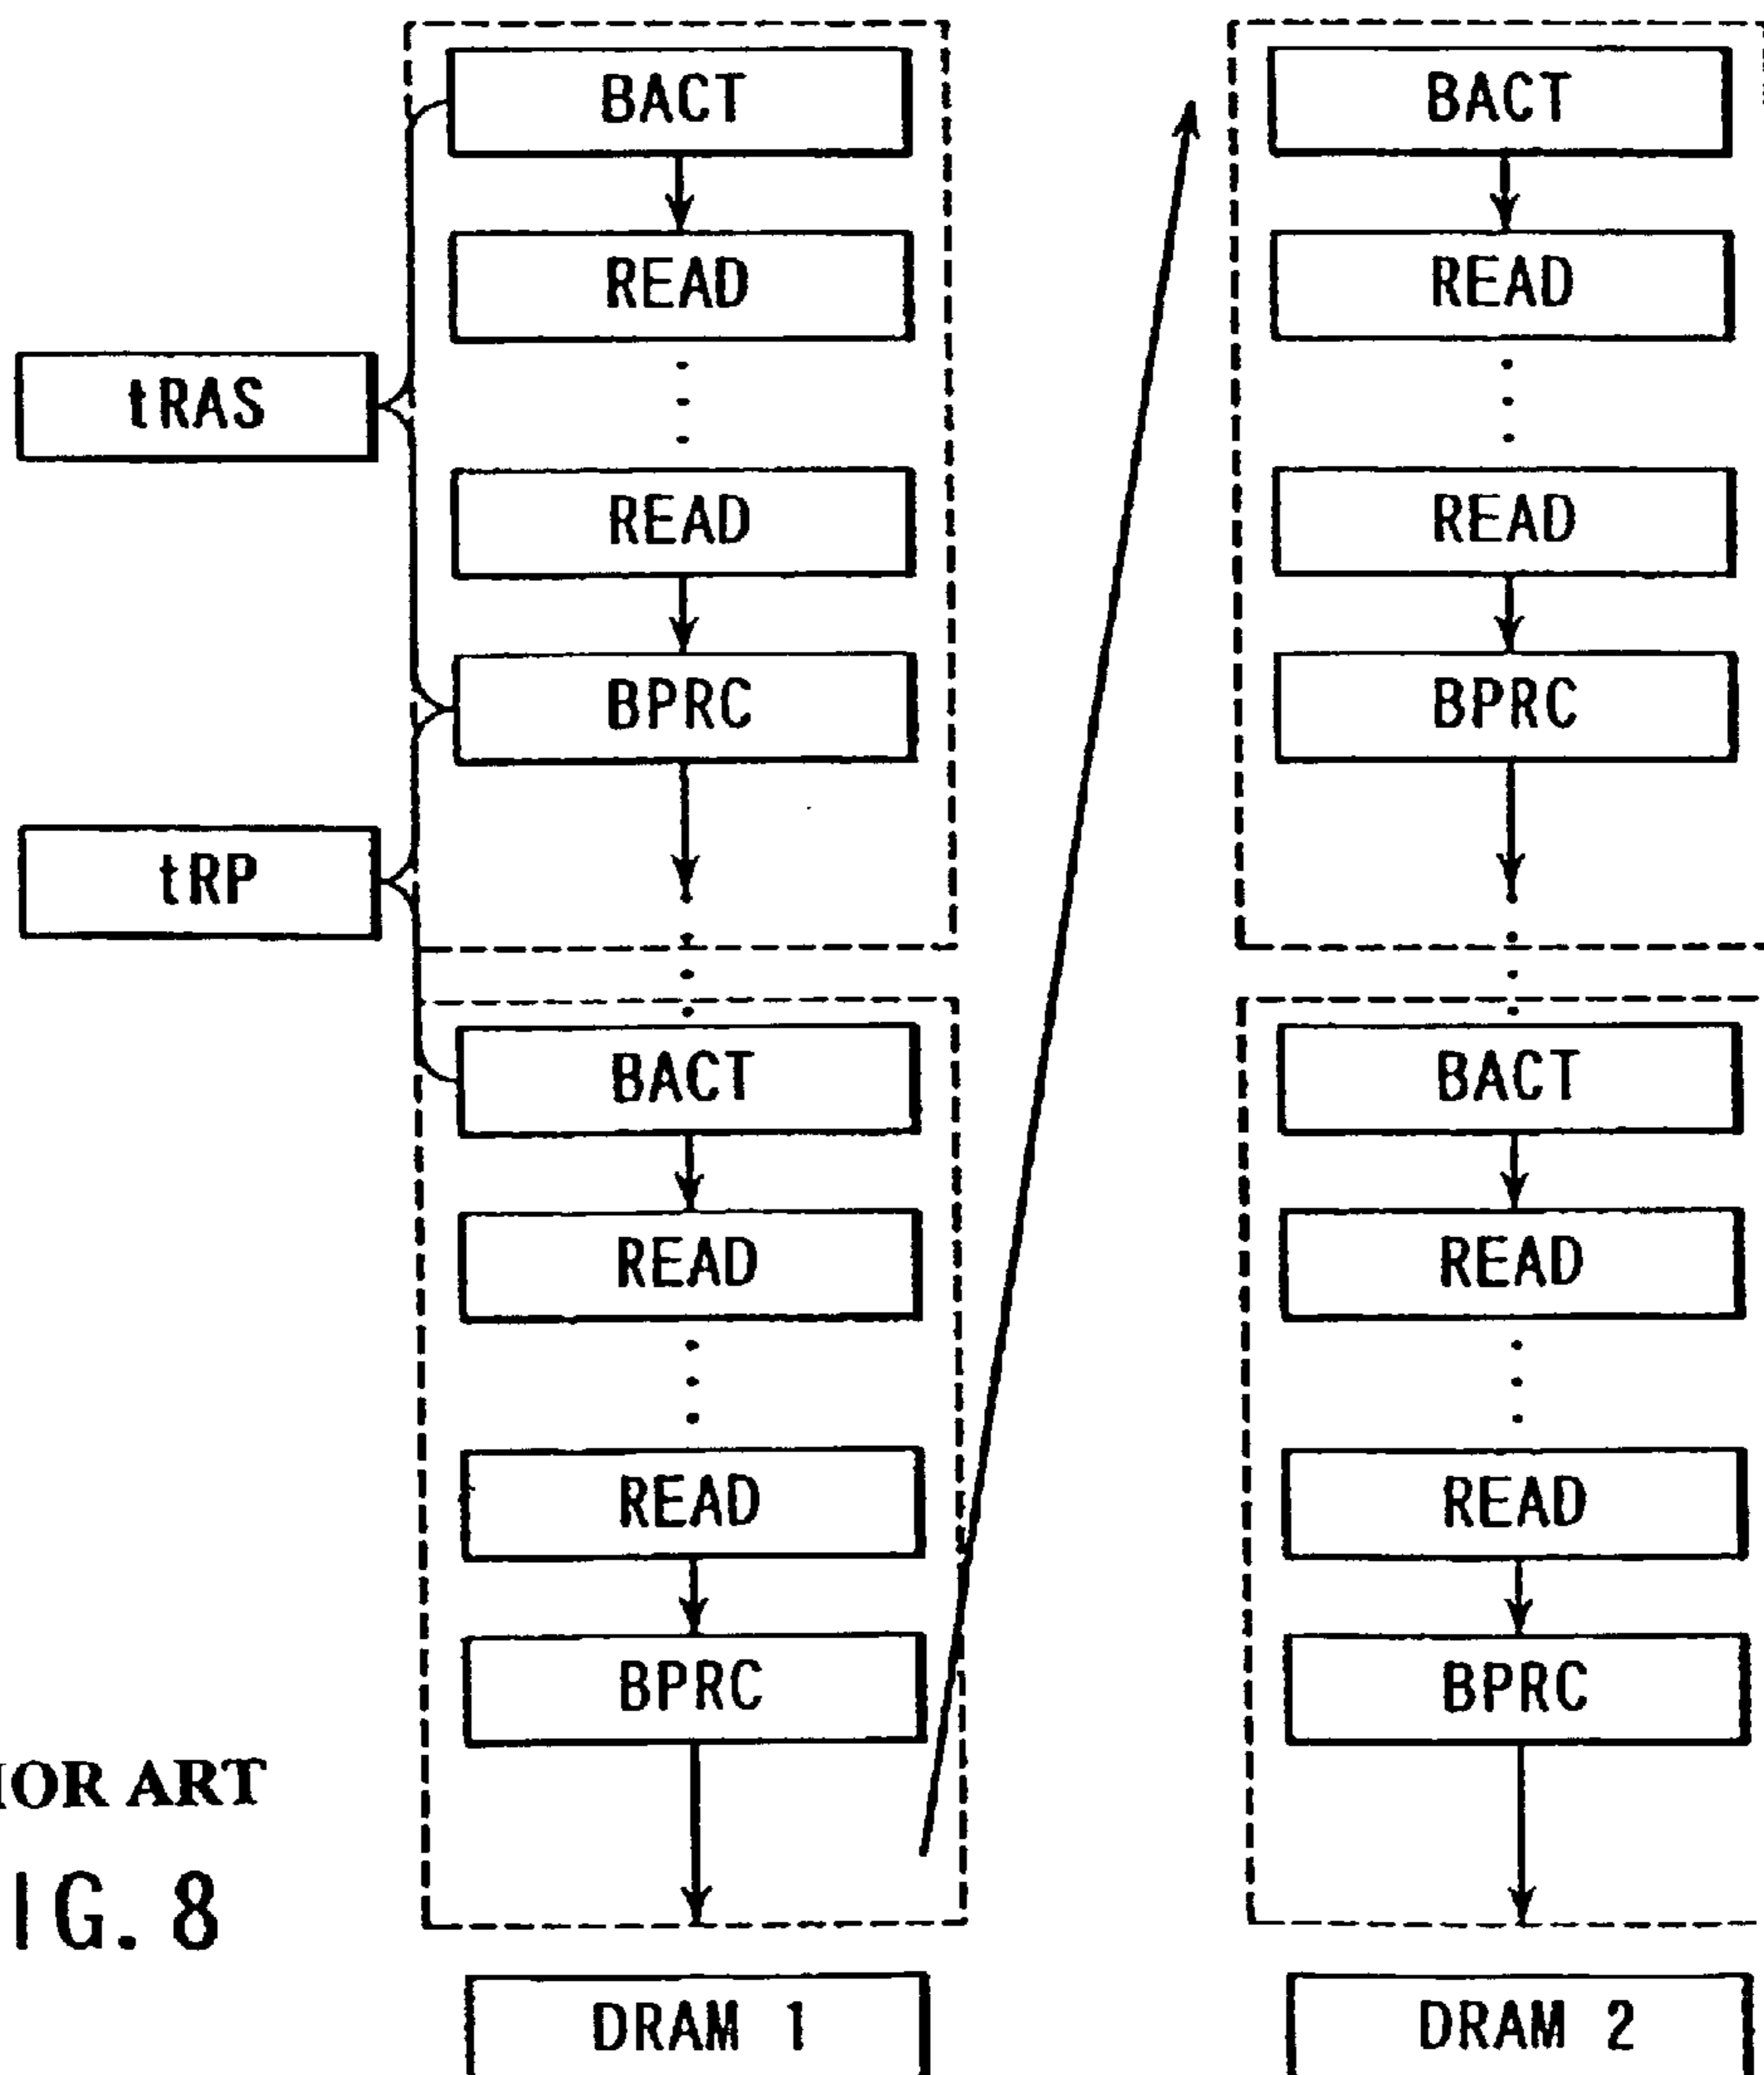 BACT
READ
tRAS
READ
BPRC
tRP
BACT
READ
READ
BPRC
DRAM 1
BACT
READ
READ
BPRC
BACT
READ
READ
BPRC
DRAM 2
IOR ART
IG. 8